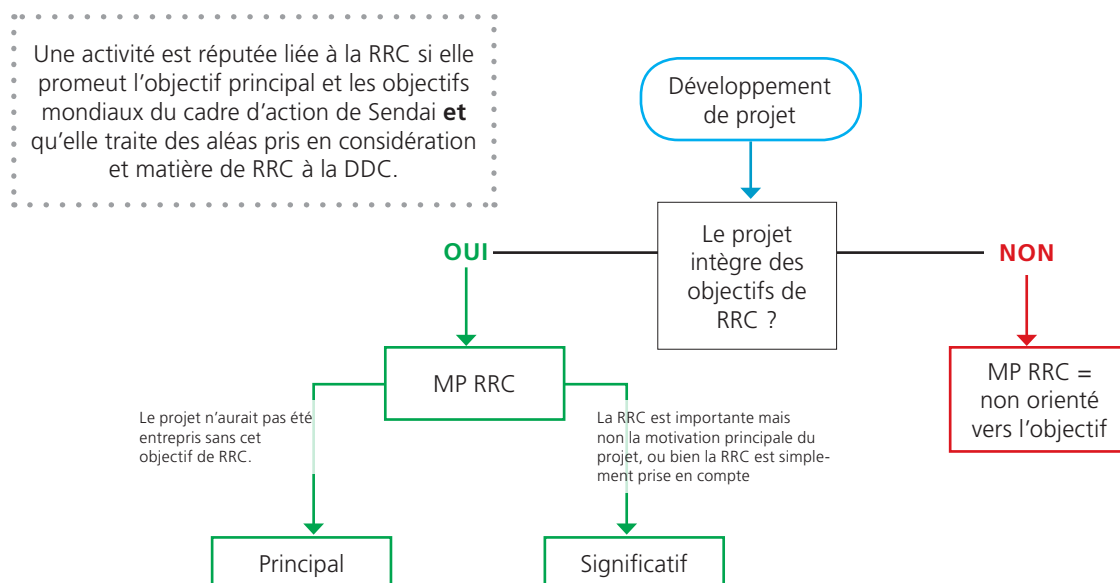 Une activité est réputée liée à la RRC si elle
promeut l’objectif principal et les objectifs
mondiaux du cadre d’action de Sendai et
qu’elle traite des aléas pris en considération
et matière de RRC à la DDC.
Développement
de projet
Le projet
intègre des
objectifs de
RRC ?
OUI
NON
MP RRC
MP RRC =
non orienté
vers l’objectif
Le projet n’aurait pas été
entrepris sans cet
objectif de RRC.
La RRC est importante mais
non la motivation principale du
projet, ou bien la RRC est simple-
ment prise en compte
Principal
Significatif